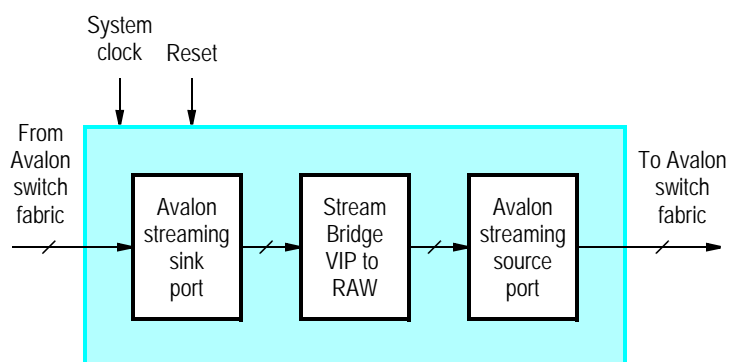 System
clock
Reset
From
Avalon
switch
fabric
Avalon
streaming
sink
port
Stream
Bridge
VIP to
RAW
Avalon
streaming
source
port
To Avalon
switch
fabric